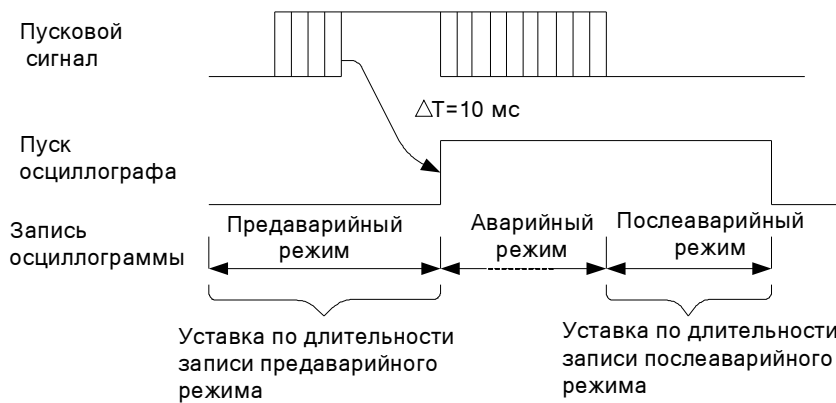 Пусковой
сигнал
△T=10 мс
Пуск
осциллографа
Запись
осциллограммы
Предаварийный
режим
Аварийный
режим
Послеаварийный
режим
Уставка по длительности
записи предаварийного
режима
Уставка по длительности
записи послеаварийного
режима